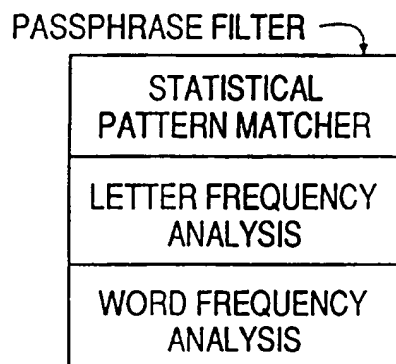 PASSPHRASE FILTER
STATISTICAL
PATTERN MATCHER
LETTER FREQUENCY
ANALYSIS
WORD FREQUENCY
ANALYSIS